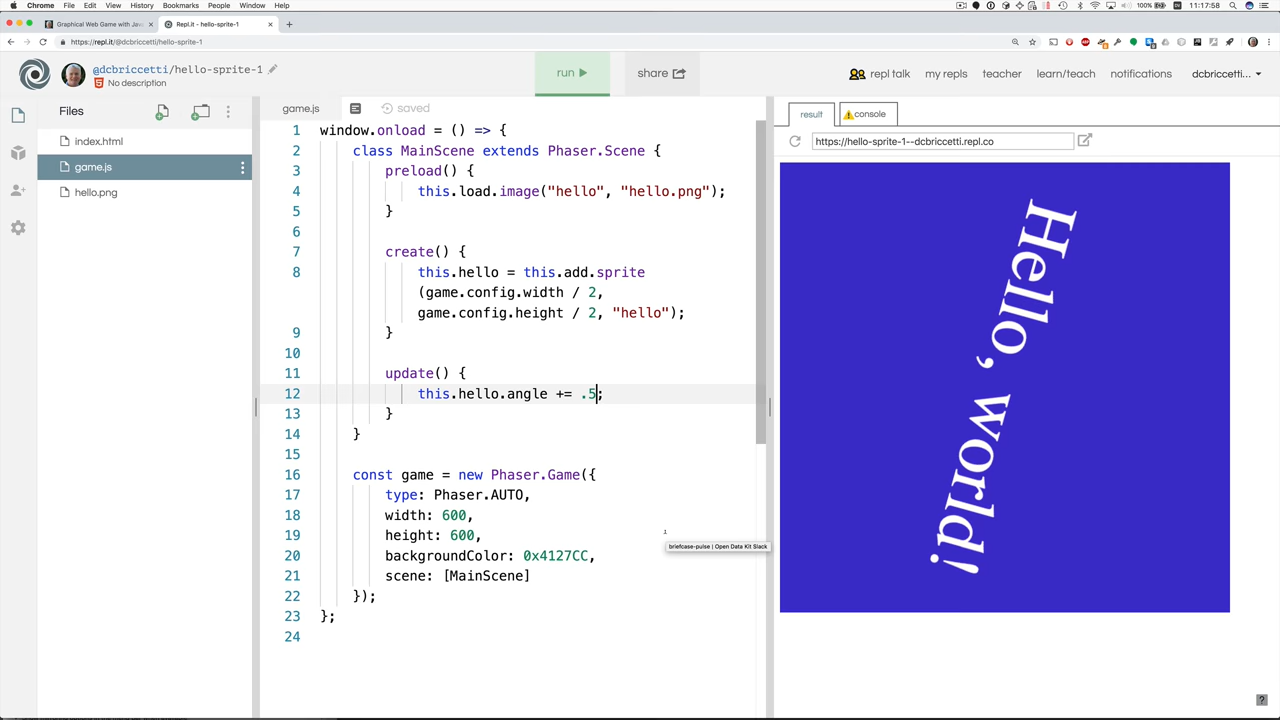 Chrome File Edit View History Bookmarks People Window Help 100% 11:17:58
Graphical Web Game with Jav Repl.it - hello-sprite-1
https://repl.it/@dcbriccetti/hello-sprite-1
@dcbriccetti/hello-sprite-1
No description
run
share
repl talk
my repls
teacher
learn/teach
notifications
dcbriccetti...
Files
index.html
game.js
hello.png
game.js
saved
1 window.onload = () => {
2 class MainScene extends Phaser.Scene {
3 preload() {
4 this.load.image("hello", "hello.png");
5 }
6
7 create() {
8 this.hello = this.add.sprite
(game.config.width / 2,
game.config.height / 2, "hello");
9 }
10
11 update() {
12 this.hello.angle += .5;
13 }
14 }
15
16 const game = new Phaser.Game({
17 type: Phaser.AUTO,
18 width: 600,
19 height: 600,
20 backgroundColor: 0x4127CC,
21 scene: [MainScene]
22 });
23 };
24
briefcase-pulse | Open Data Kit Slack
result
console
https://hello-sprite-1--dcbriccetti.repl.co
Hello, world!
?